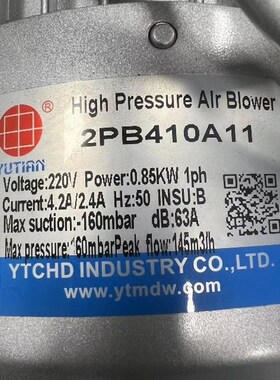 ®
YUTIAN
High Pressure Air Blower
2PB410A11
Voltage:220V Power:0.85KW 1ph
Current:4.2A/2.4A Hz:50 INSU:B
Max suction:-160mbar dB:63A
Max pressure:160mbarPeak flow:145m3/h
YTCHD INDUSTRY CO.,LTD.
www.ytmdw.com